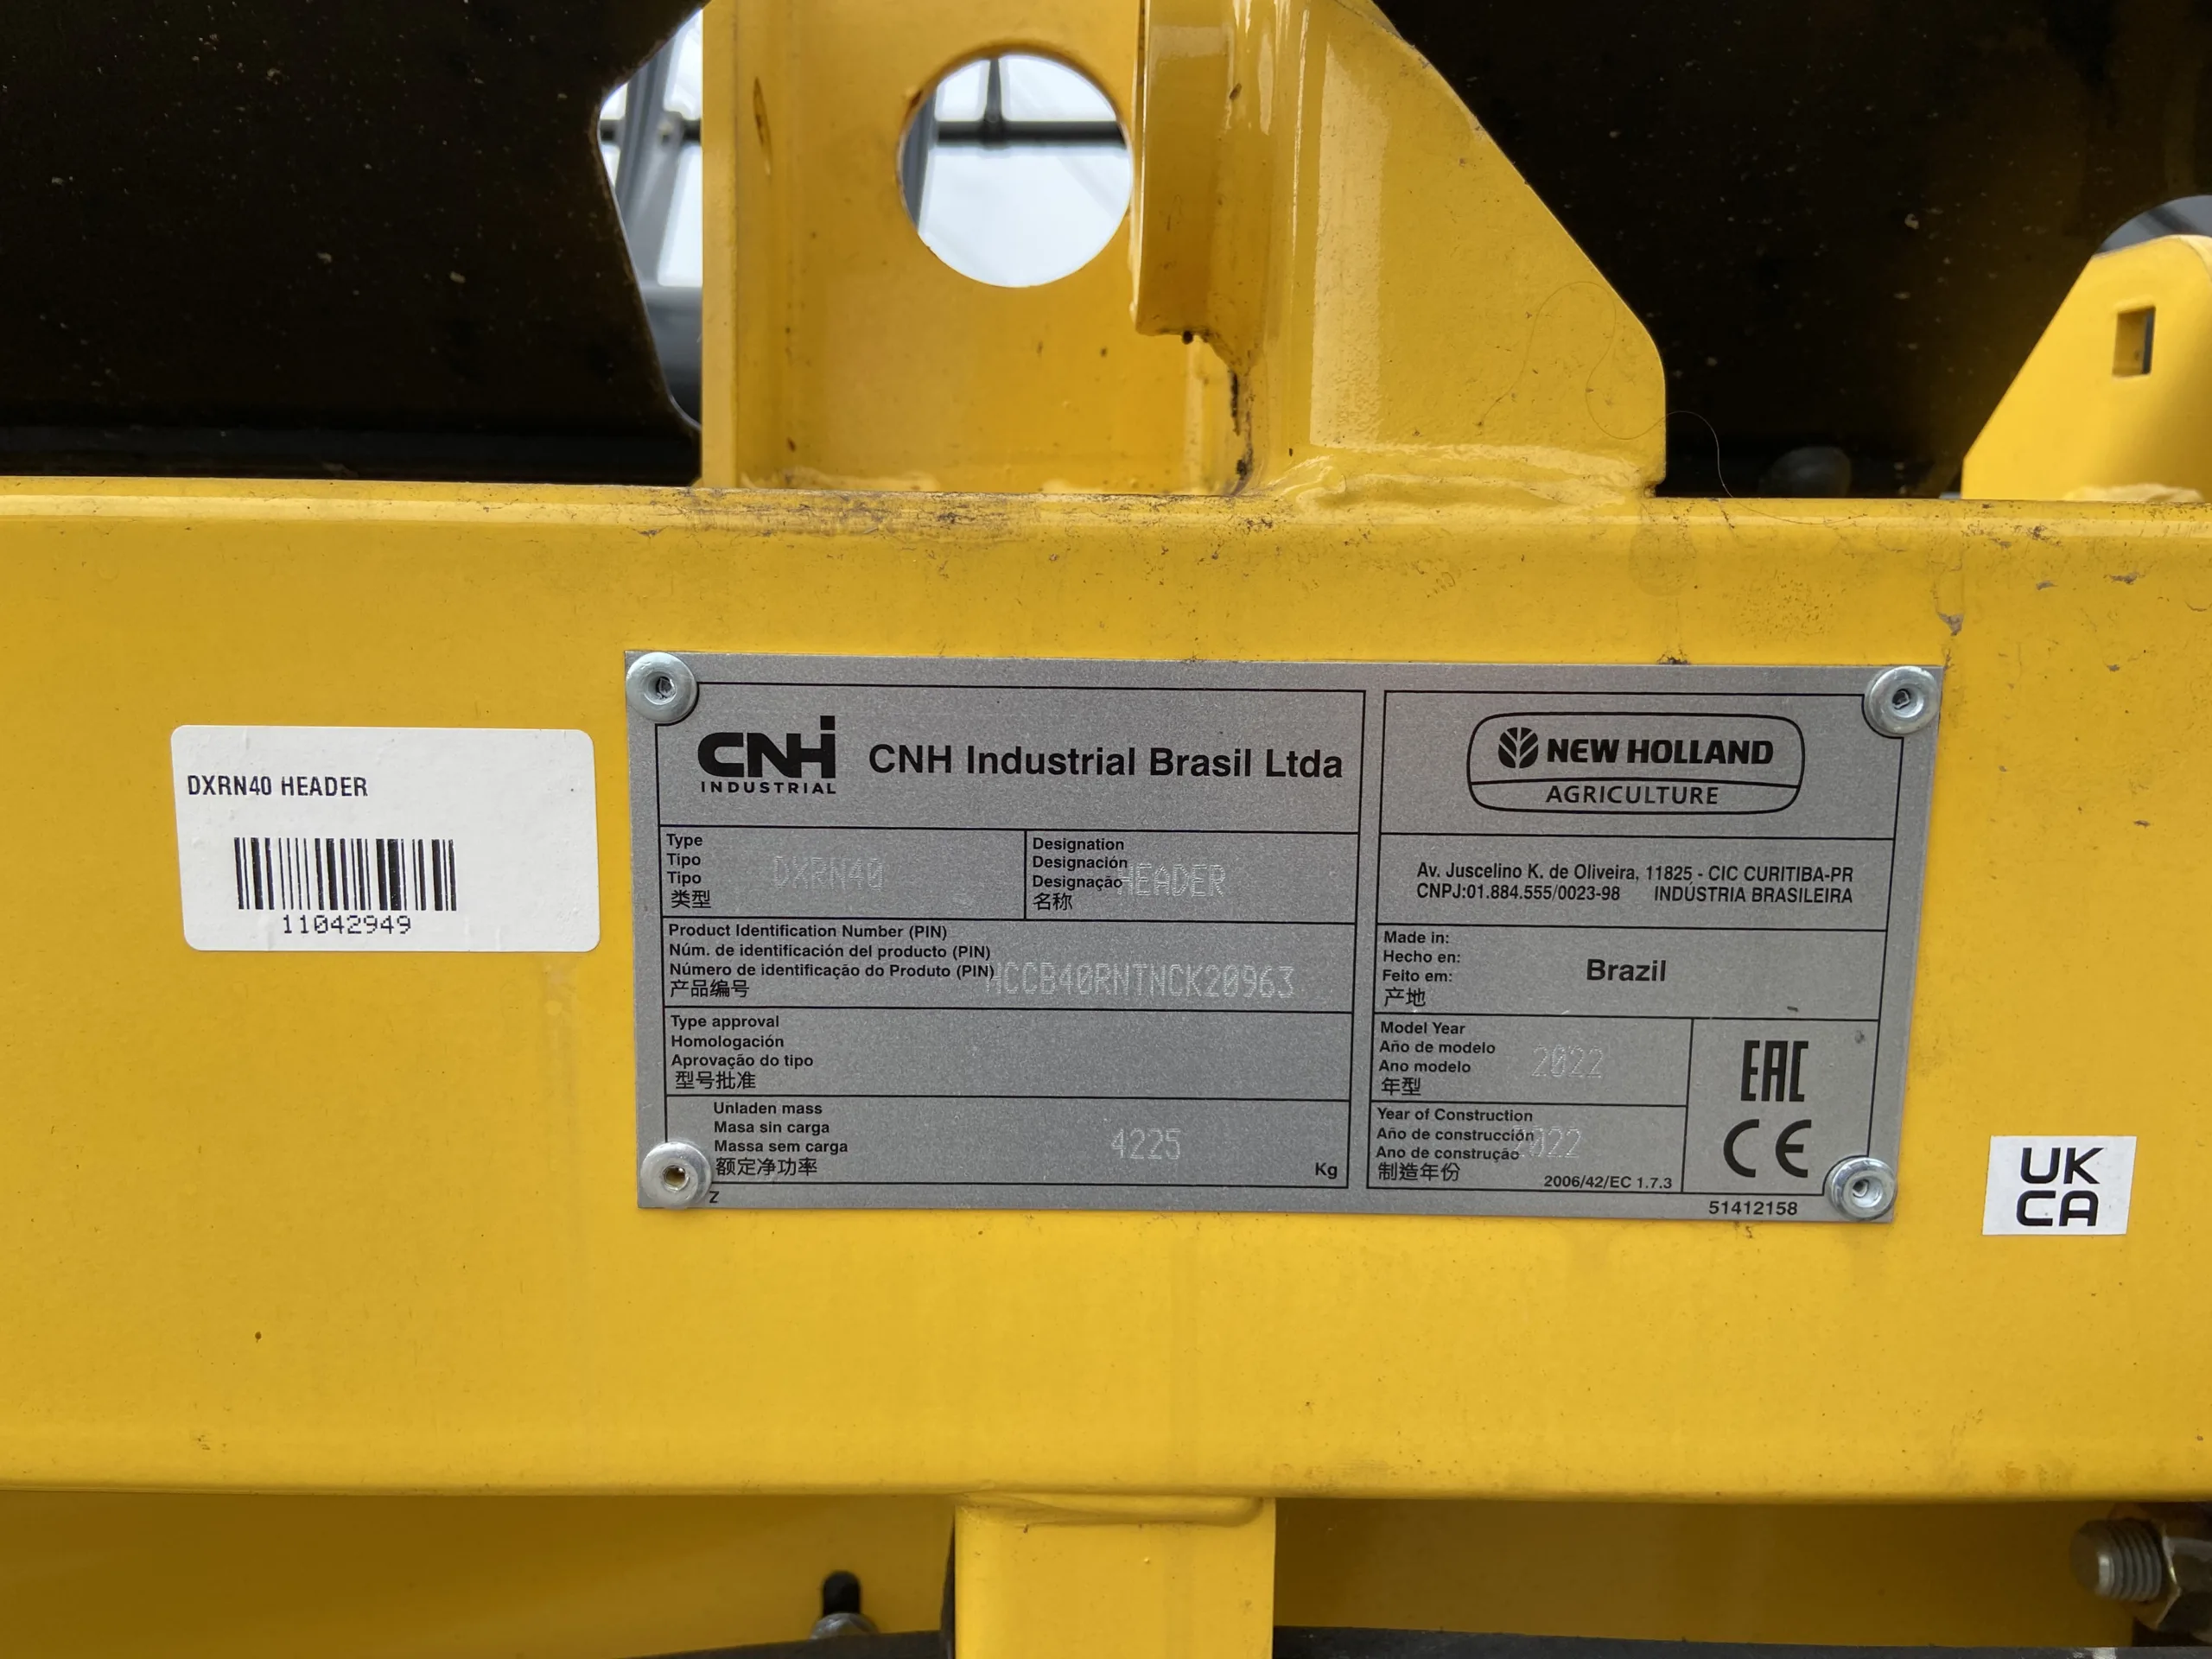 DXRN40 HEADER
11042949
CNH
INDUSTRIAL
CNH Industrial Brasil Ltda
Type
Tipo
Tipo
类型
DXRN40
Designation
Designación
Designação
名称
HEADER
Product Identification Number (PIN)
Núm. de identificación del producto (PIN)
Número de identificação do Produto (PIN)
产品编号
HCCB40RNTNCK20963
Type approval
Homologación
Aprovação do tipo
型号批准
Unladen mass
Masa sin carga
Massa sem carga
额定净功率
4225
Kg
Z
NEW HOLLAND
AGRICULTURE
Av. Juscelino K. de Oliveira, 11825 - CIC CURITIBA-PR
CNPJ:01.884.555/0023-98 INDÚSTRIA BRASILEIRA
Made in:
Hecho en:
Feito em:
产地
Brazil
Model Year
Año de modelo
Ano modelo
年型
2022
Year of Construction
Año de construcción
Ano de construção
制造年份
2022
2006/42/EC 1.7.3
EAC
CE
51412158
UK
CA